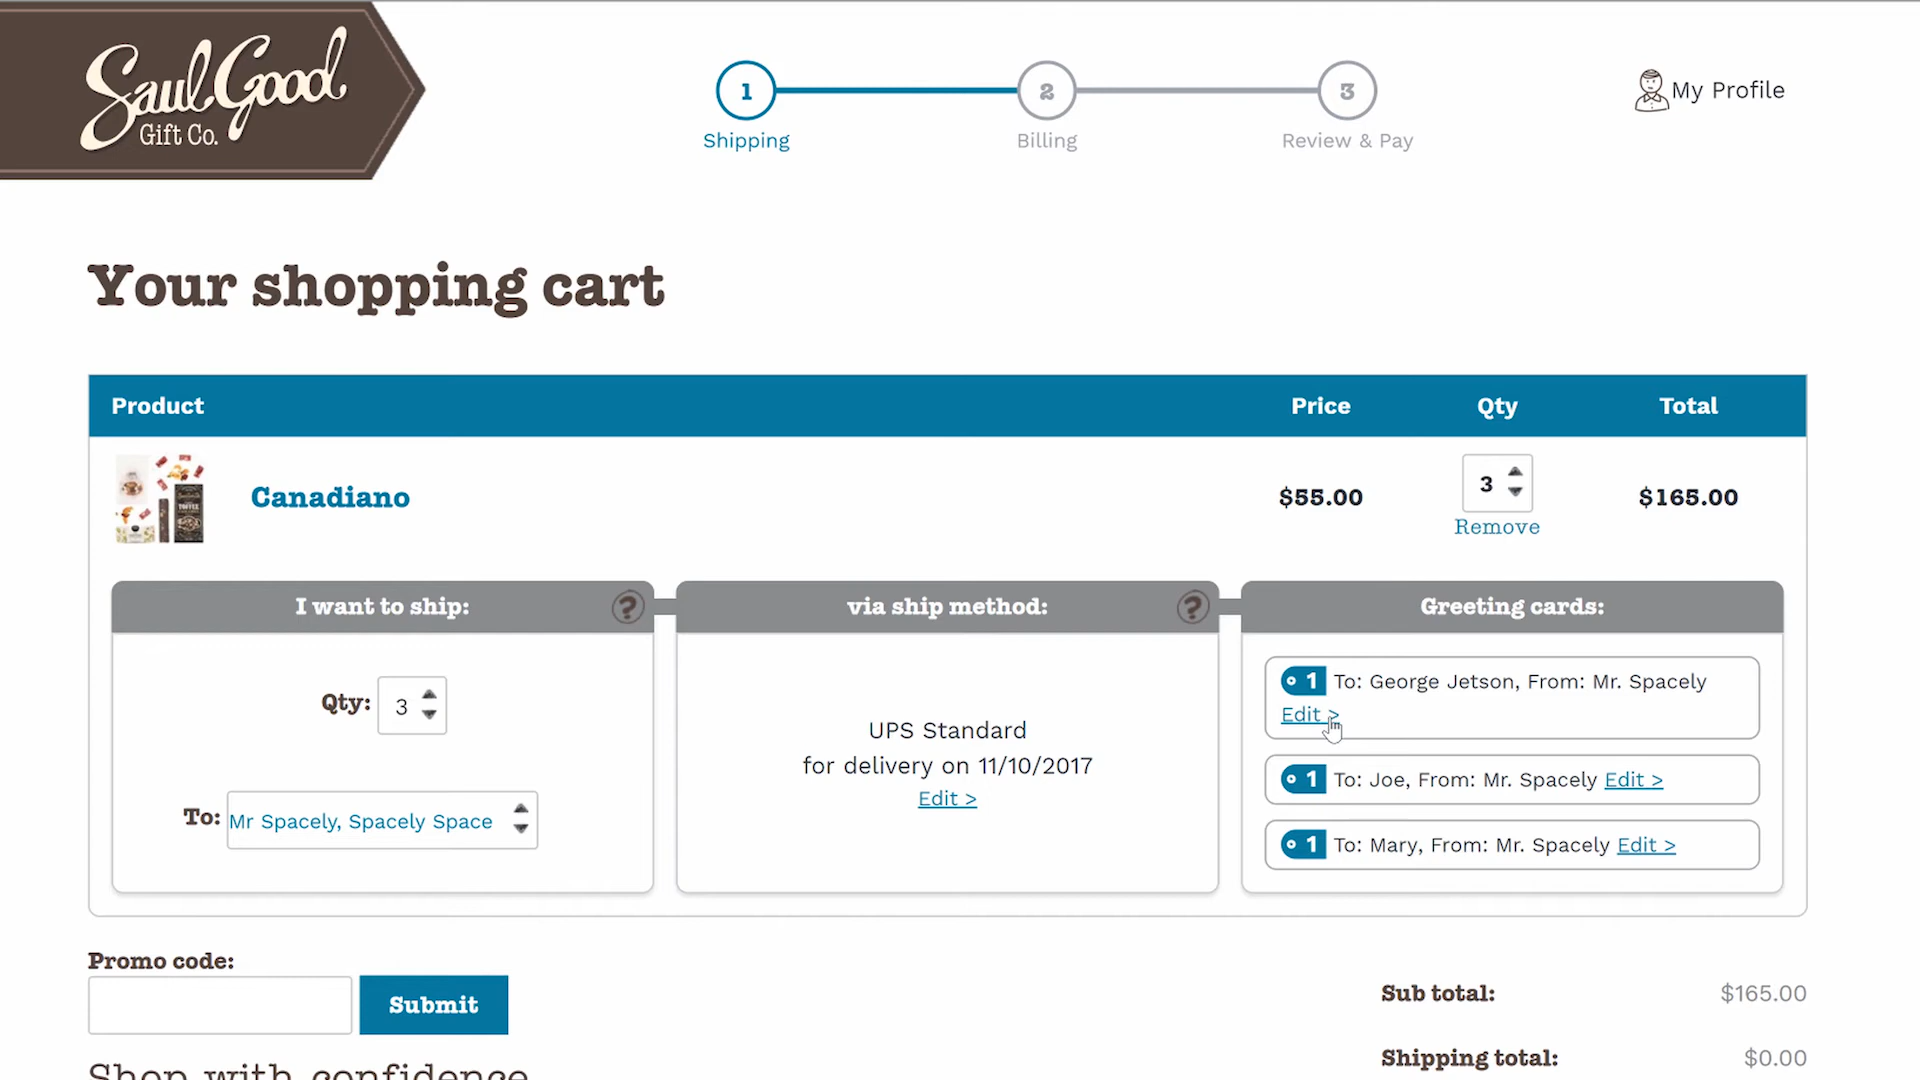 Saul Good
Gift Co.
1
2
3
Shipping
Billing
Review & Pay
My Profile
Your shopping cart
Product
Price
Qty
Total
Canadiano
$55.00
3
$165.00
Remove
I want to ship:
?
via ship method:
?
Greeting cards:
Qty: 3
To: Mr Spacely, Spacely Space
UPS Standard
for delivery on 11/10/2017
Edit >
1 To: George Jetson, From: Mr. Spacely
Edit >
1 To: Joe, From: Mr. Spacely Edit >
1 To: Mary, From: Mr. Spacely Edit >
Promo code:
Submit
Sub total: $165.00
Shipping total: $0.00
Shop with confidence